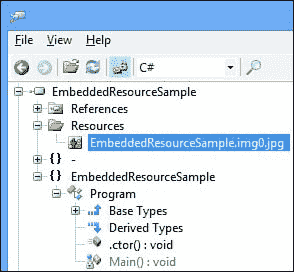 File View Help
C#
EmbeddedResourceSample
References
Resources
EmbeddedResourceSample.img0.jpg
{ } -
{ } EmbeddedResourceSample
Program
Base Types
Derived Types
.ctor() : void
Main() : void